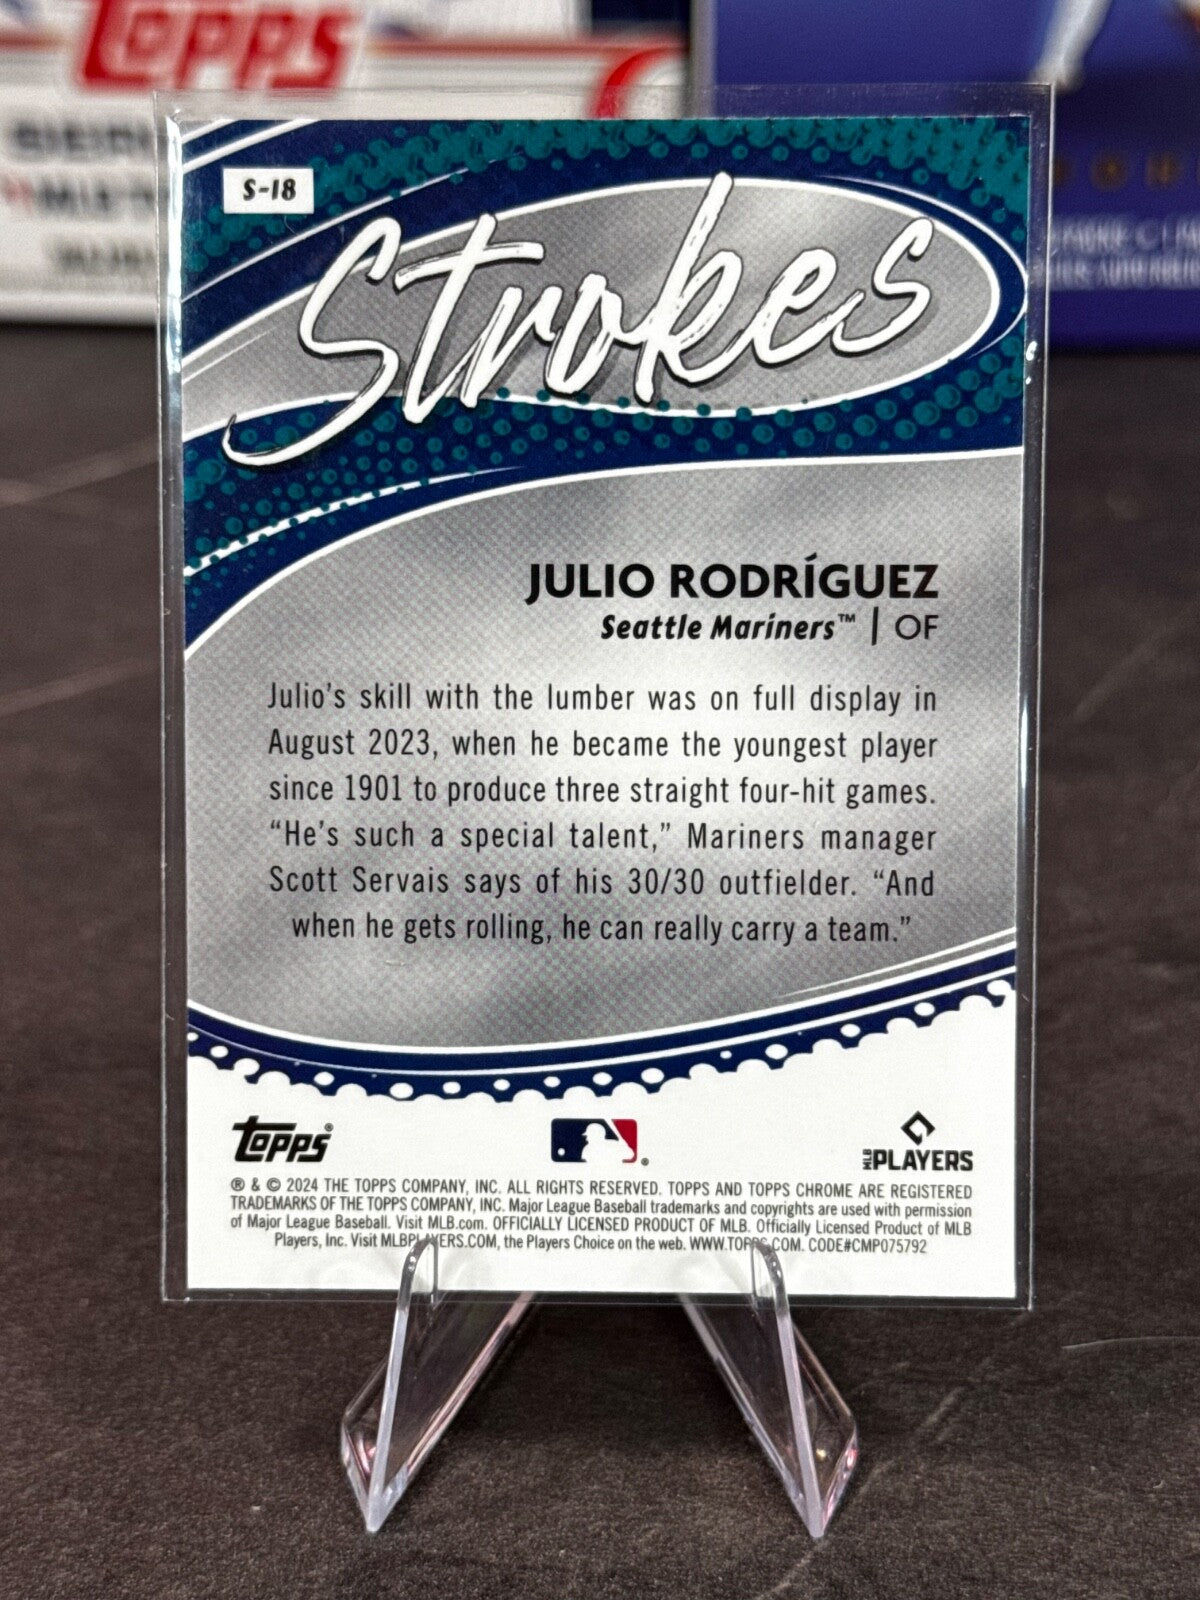 TOPPS
S-18
Strokes
JULIO RODRÍGUEZ
Seattle Mariners™ | OF
Julio's skill with the lumber was on full display in
August 2023, when he became the youngest player
since 1901 to produce three straight four-hit games.
“He's such a special talent,” Mariners manager
Scott Servais says of his 30/30 outfielder. “And
when he gets rolling, he can really carry a team.”
TOPPS®
®
MLB PLAYERS
® & © 2024 THE TOPPS COMPANY, INC. ALL RIGHTS RESERVED. TOPPS AND TOPPS CHROME ARE REGISTERED
TRADEMARKS OF THE TOPPS COMPANY, INC. Major League Baseball trademarks and copyrights are used with permission
of Major League Baseball. Visit MLB.com. OFFICIALLY LICENSED PRODUCT OF MLB. Officially Licensed Product of MLB
Players, Inc. Visit MLBPLAYERS.COM, the Players Choice on the web. WWW.TOPPS.COM. CODE#CMP075792